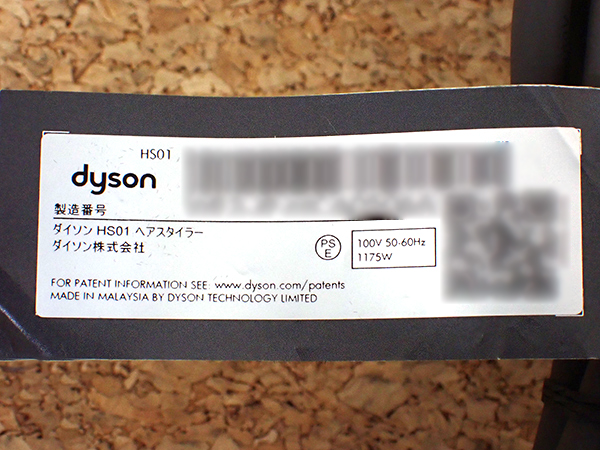 HS01
dyson
製造番号
ダイソン HS01 ヘアスタイラー
ダイソン株式会社
PS
E
100V 50-60Hz
1175W
FOR PATENT INFORMATION SEE: www.dyson.com/patents
MADE IN MALAYSIA BY DYSON TECHNOLOGY LIMITED